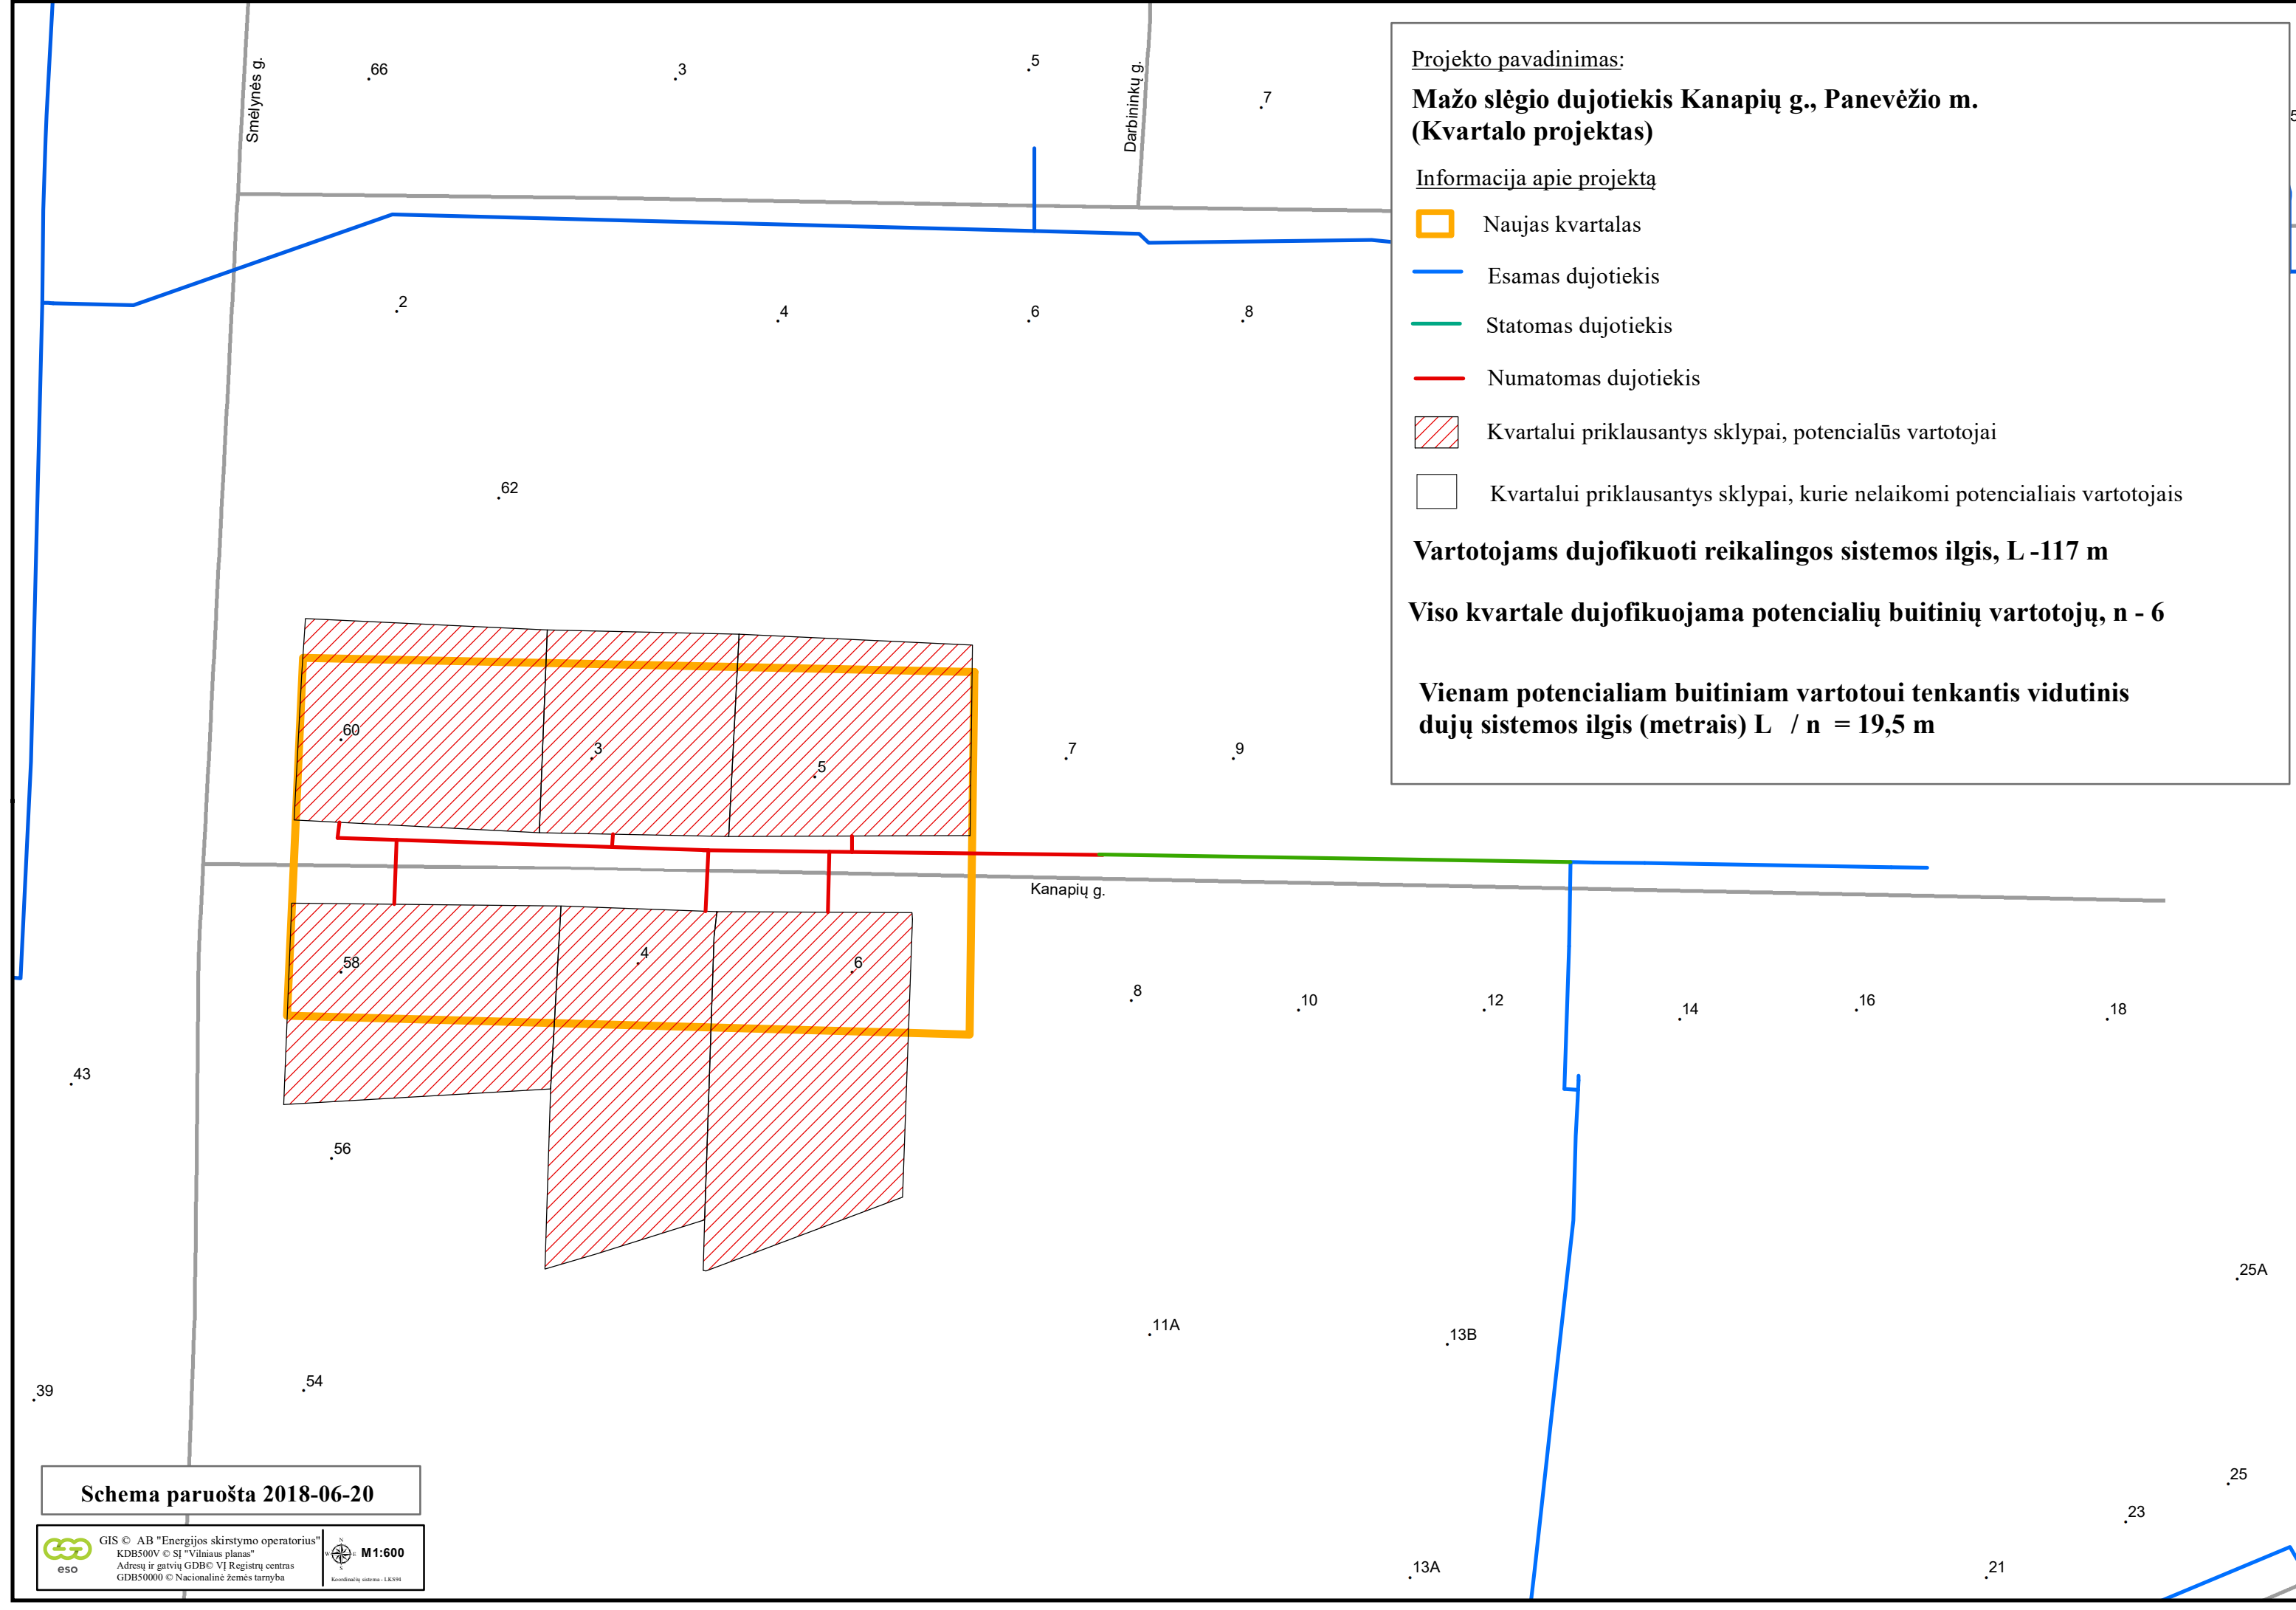 Smėlynės g.
66
3
5
Darbininkų g.
7
2
4
6
8
62
60
3
5
7
9
Kanapių g.
58
4
6
8
10
12
14
16
18
43
56
11A
13B
25A
39
54
25
23
13A
21
Projekto pavadinimas:
Mažo slėgio dujotiekis Kanapių g., Panevėžio m.
(Kvartalo projektas)
Informacija apie projektą
Naujas kvartalas
Esamas dujotiekis
Statomas dujotiekis
Numatomas dujotiekis
Kvartalui priklausantys sklypai, potencialūs vartotojai
Kvartalui priklausantys sklypai, kurie nelaikomi potencialiais vartotojais
Vartotojams dujofikuoti reikalingos sistemos ilgis, L -117 m
Viso kvartale dujofikuojama potencialių buitinių vartotojų, n - 6
Vienam potencialiam buitiniam vartotoui tenkantis vidutinis
dujų sistemos ilgis (metrais) L / n = 19,5 m
Schema paruošta 2018-06-20
eso
GIS © AB "Energijos skirstymo operatorius"
KDB500V © SĮ "Vilniaus planas"
Adresų ir gatvių GDB© VĮ Registrų centras
GDB50000 © Nacionalinė žemės tarnyba
N
W E
S
M1:600
Koordinačių sistema - LKS94